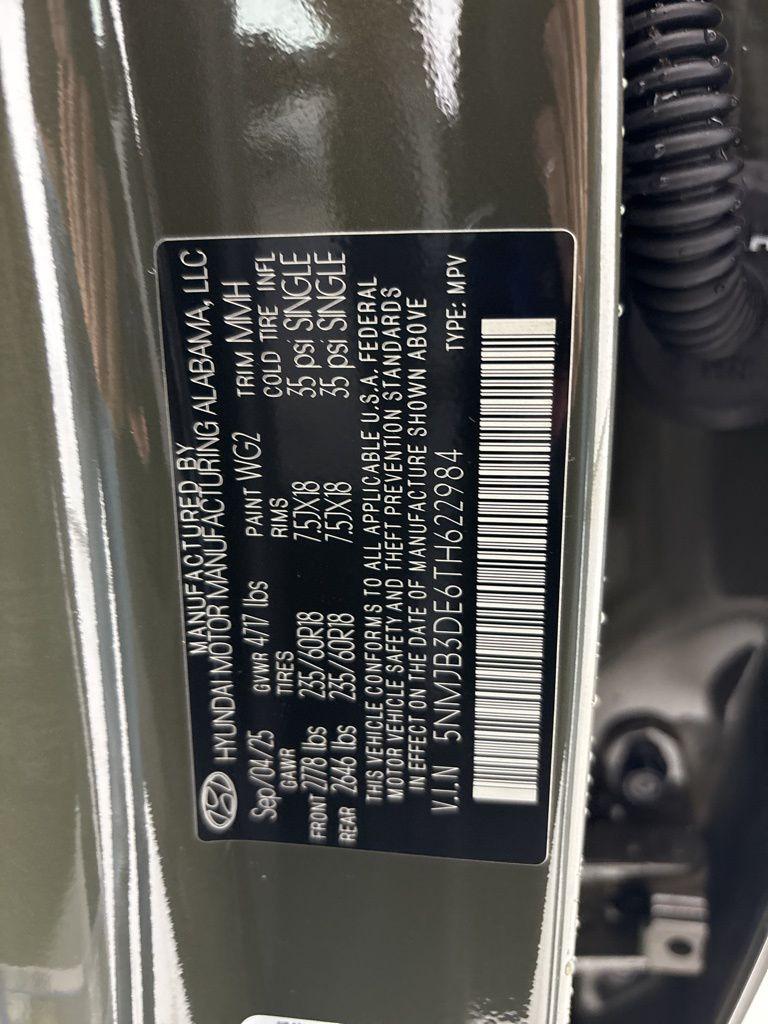 MANUFACTURED BY
HYUNDAI MOTOR MANUFACTURING ALABAMA, LLC
Sep/04/25 GVWR 4717 lbs PAINT WG2 TRIM MMH
GAWR TIRES RIMS COLD TIRE INFL
FRONT 2778 lbs 235/60R18 7.5JX18 35 psi SINGLE
REAR 2646 lbs 235/60R18 7.5JX18 35 psi SINGLE
THIS VEHICLE CONFORMS TO ALL APPLICABLE U.S.A. FEDERAL
MOTOR VEHICLE SAFETY AND THEFT PREVENTION STANDARDS
IN EFFECT ON THE DATE OF MANUFACTURE SHOWN ABOVE
V.I.N 5NMJB3DE6TH622984 TYPE: MPV